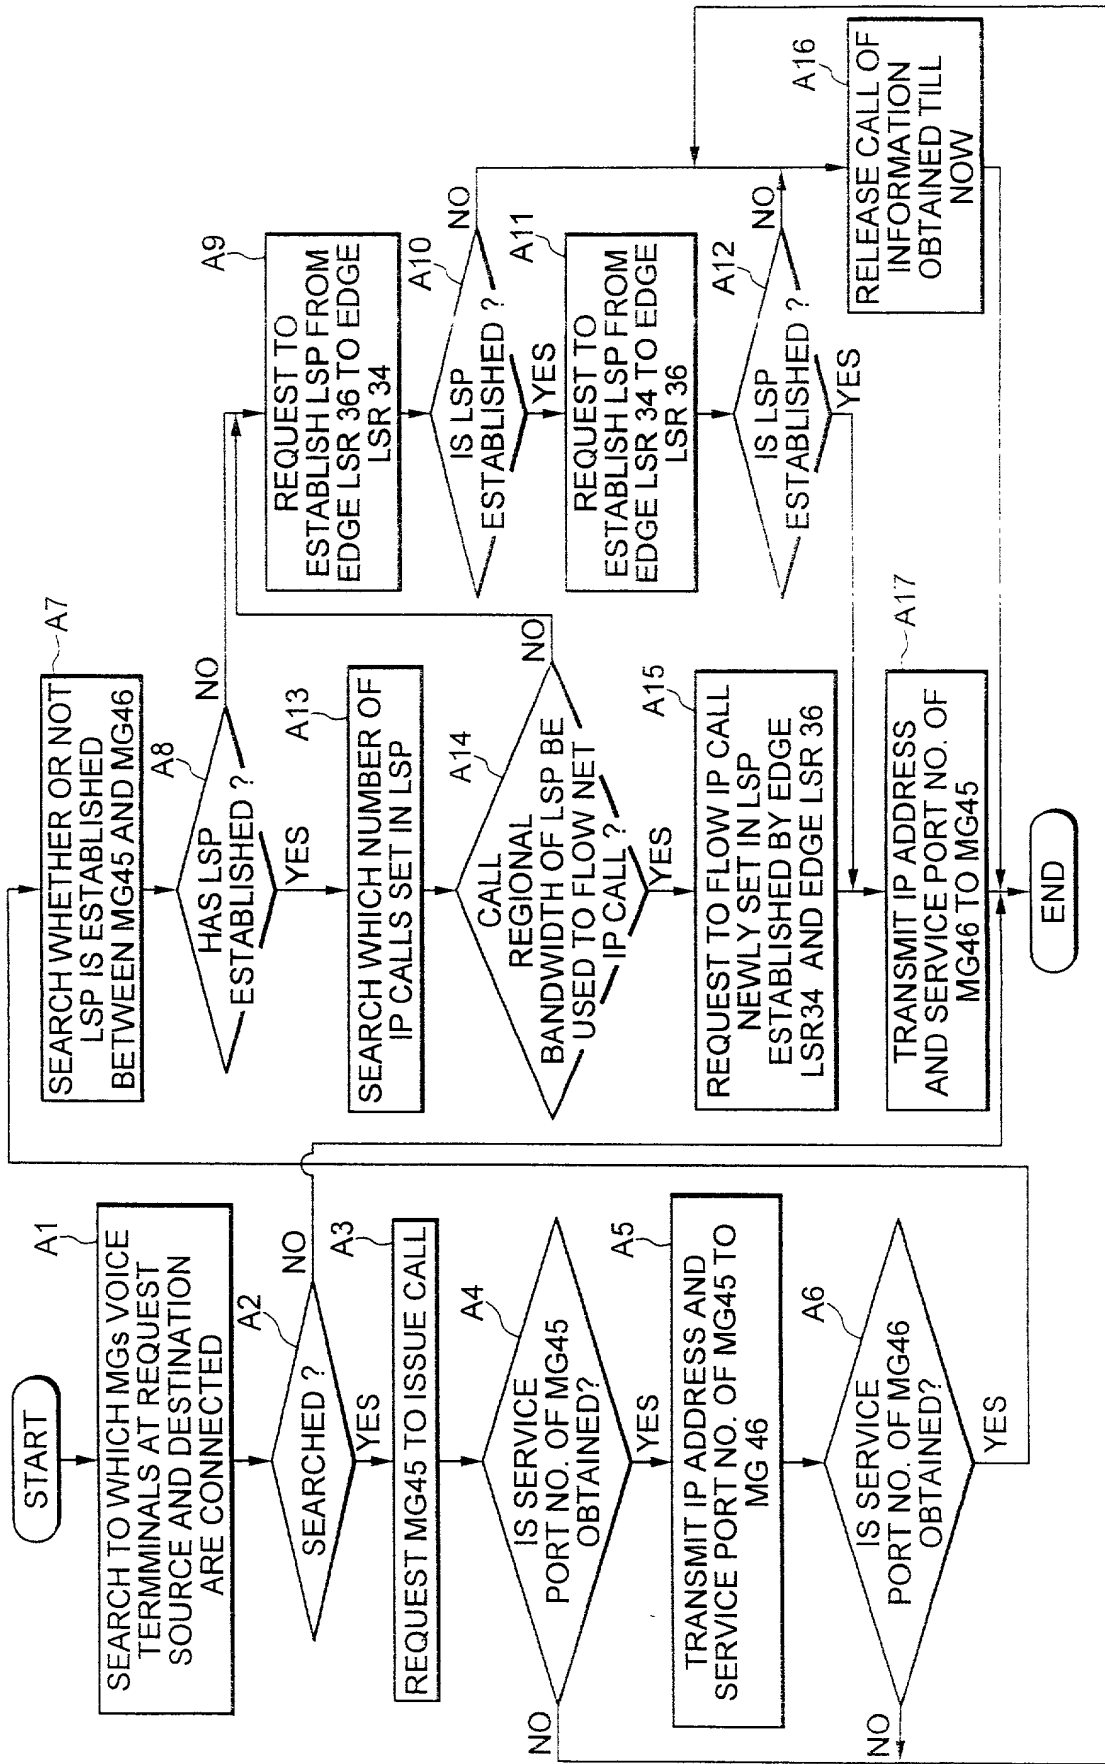 START
A1
SEARCH TO WHICH MGs VOICE
TERMMINALS AT REQUEST
SOURCE AND DESTINATION
ARE CONNECTED
A2
SEARCHED ?
NO
YES
A3
REQUEST MG45 TO ISSUE CALL
A4
IS SERVICE
PORT NO. OF MG45
OBTAINED?
NO
YES
A5
TRANSMIT IP ADDRESS AND
SERVICE PORT NO. OF MG45 TO
MG 46
A6
IS SERVICE
PORT NO. OF MG46
OBTAINED?
NO
YES
A7
SEARCH WHETHER OR NOT
LSP IS ESTABLISHED
BETWEEN MG45 AND MG46
A8
HAS LSP
ESTABLISHED ?
NO
YES
A13
SEARCH WHICH NUMBER OF
IP CALLS SET IN LSP
A14
CALL
REGIONAL
BANDWIDTH OF LSP BE
USED TO FLOW NET
IP CALL ?
NO
YES
A15
REQUEST TO FLOW IP CALL
NEWLY SET IN LSP
ESTABLISHED BY EDGE
LSR34 AND EDGE LSR 36
A17
TRANSMIT IP ADDRESS
AND SERVICE PORT NO. OF
MG46 TO MG45
END
A9
REQUEST TO
ESTABLISH LSP FROM
EDGE LSR 36 TO EDGE
LSR 34
A10
IS LSP
ESTABLISHED ?
NO
YES
A11
REQUEST TO
ESTABLISH LSP FROM
EDGE LSR 34 TO EDGE
LSR 36
A12
IS LSP
ESTABLISHED ?
NO
YES
A16
RELEASE CALL OF
INFORMATION
OBTAINED TILL
NOW